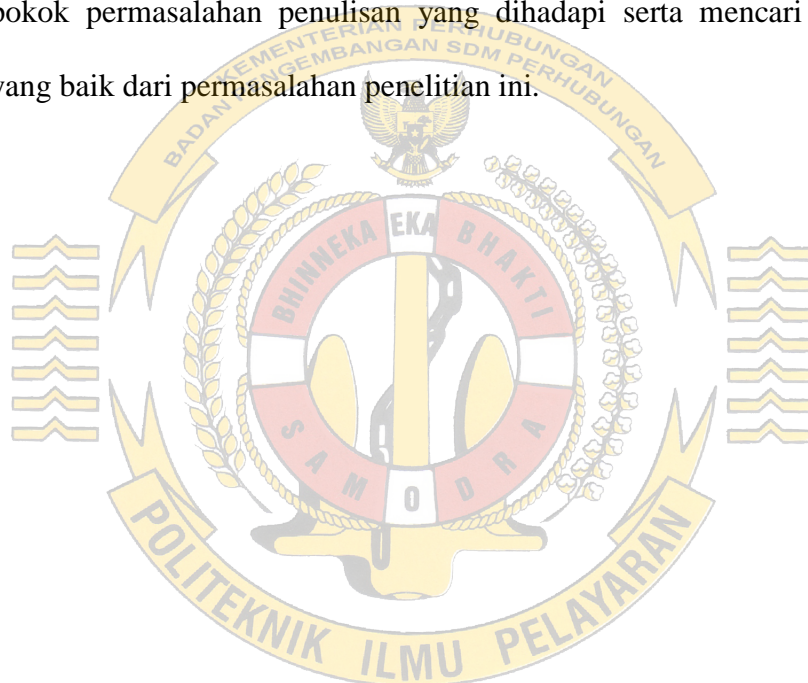 pokok permasalahan penulisan yang dihadapi serta mencari
yang baik dari permasalahan penelitian ini.
KEMENTERIAN PERHUBUNGAN
BADAN PENGEMBANGAN SDM PERHUBUNGAN
BHINNEKA EKA BHAKTI
SAMODRA
POLITEKNIK ILMU PELAYARAN